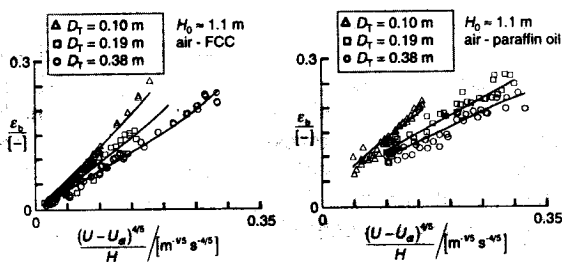 △ D_T = 0.10 m
□ D_T = 0.19 m
○ D_T = 0.38 m
H_0 ≈ 1.1 m
air - FCC
0.3
ε_b
[-]
0
0.35
(U – U_df)^4/5 / H /[m^-1/5 s^-4/5]
△ D_T = 0.10 m
□ D_T = 0.19 m
○ D_T = 0.38 m
H_0 ≈ 1.1 m
air - paraffin oil
0.3
ε_b
[-]
0
0.35
(U – U_df)^4/5 / H /[m^-1/5 s^-4/5]